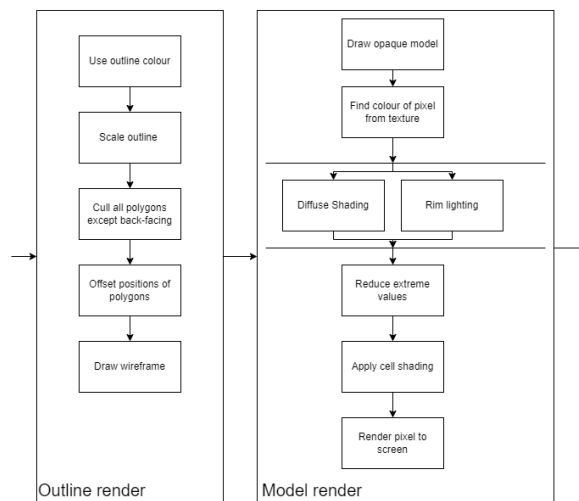 Use outline colour
Scale outline
Cull all polygons
except back-facing
Offset positions of
polygons
Draw wireframe
Outline render
Draw opaque model
Find colour of pixel
from texture
Diffuse Shading
Rim lighting
Reduce extreme
values
Apply cell shading
Render pixel to
screen
Model render